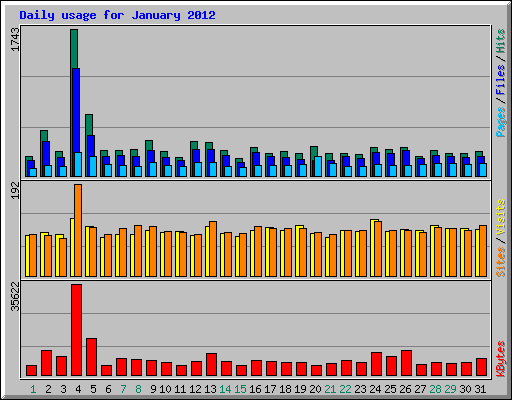 Daily usage for January 2012
1743
Pages / Files / Hits
192
Sites / Visits
35622
KBytes
1 2 3 4 5 6 7 8 9 10 11 12 13 14 15 16 17 18 19 20 21 22 23 24 25 26 27 28 29 30 31